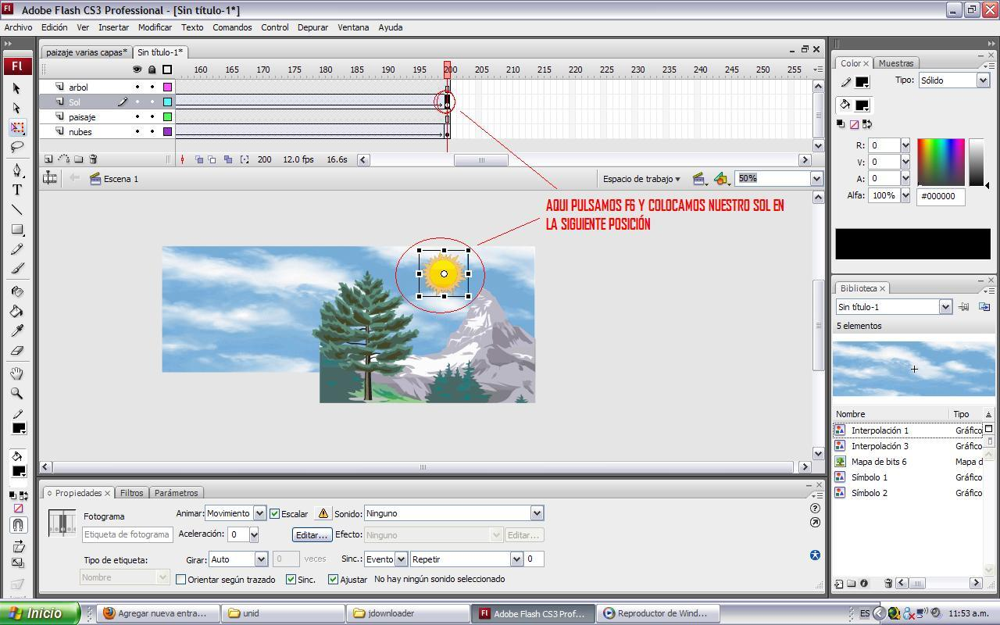 Fl Adobe Flash CS3 Professional - [Sin título-1*]
Archivo Edición Ver Insertar Modificar Texto Comandos Control Depurar Ventana Ayuda
Fl
paizaje varias capas* Sin título-1*
160 165 170 175 180 185 190 195 200 205 210 215 220 225 230 235 240 245 250 255
arbol
Sol
paisaje
nubes
200 12.0 fps 16.6s
Escena 1 Espacio de trabajo 50%
AQUI PULSAMOS F6 Y COLOCAMOS NUESTRO SOL EN
LA SIGUIENTE POSICIÓN
Color Muestras
Tipo: Sólido
R: 0
V: 0
A: 0
Alfa: 100% #000000
Biblioteca
Sin título-1
5 elementos
Nombre Tipo
Interpolación 1 Gráfico
Interpolación 3 Gráfico
Mapa de bits 6 Mapa d
Símbolo 1 Gráfico
Símbolo 2 Gráfico
Propiedades Filtros Parámetros
Fotograma Animar: Movimiento Escalar Sonido: Ninguno
Etiqueta de fotograma Aceleración: 0 Editar... Efecto: Ninguno Editar...
Tipo de etiqueta: Girar: Auto 0 veces Sinc.: Evento Repetir 0
Nombre Orientar según trazado Sinc. Ajustar No hay ningún sonido seleccionado
Inicio Agregar nueva entra... unid jdownloader Fl Adobe Flash CS3 Prof... Reproductor de Wind... ES 11:53 a.m.